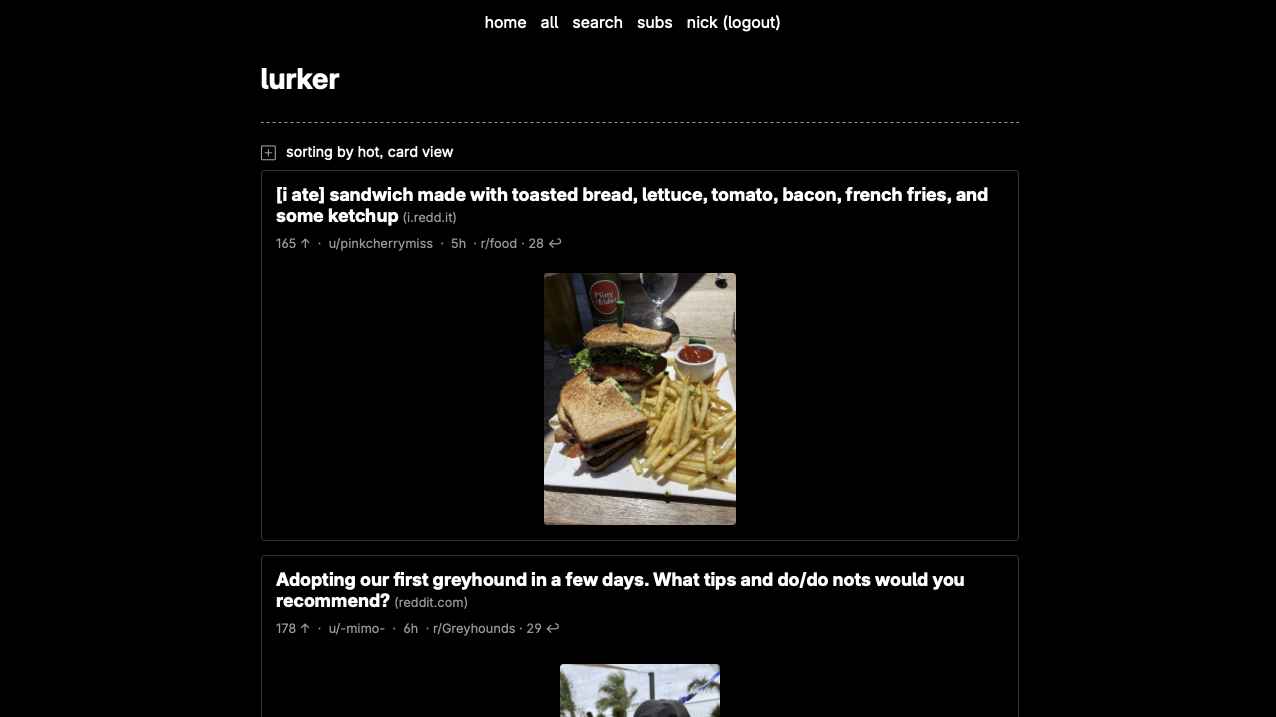 home all search subs nick (logout)
lurker
sorting by hot, card view
[i ate] sandwich made with toasted bread, lettuce, tomato, bacon, french fries, and
some ketchup (i.redd.it)
165 ↑ · u/pinkcherrymiss · 5h · r/food · 28 ↩
Pliny
Elder
Adopting our first greyhound in a few days. What tips and do/do nots would you
recommend? (reddit.com)
178 ↑ · u/-mimo- · 6h · r/Greyhounds · 29 ↩